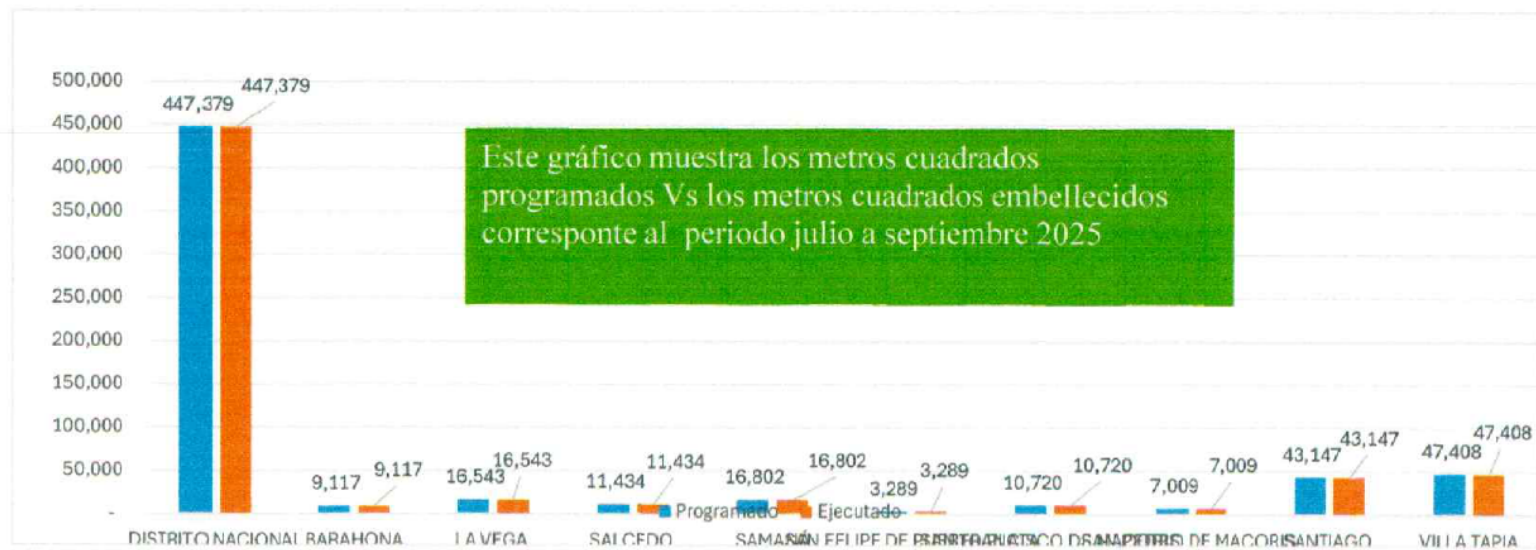 500,000
450,000
400,000
350,000
300,000
250,000
200,000
150,000
100,000
50,000
-
447,379 447,379
9,117 9,117
16,543 16,543
11,434 11,434
16,802 16,802
3,289 3,289
10,720 10,720
7,009 7,009
43,147 43,147
47,408 47,408
Este gráfico muestra los metros cuadrados
programados Vs los metros cuadrados embellecidos
corresponte al periodo julio a septiembre 2025
Programado Ejecutado
DISTRITO NACIONAL
BARAHONA
LA VEGA
SALCEDO
SAMANÁ
SAN FELIPE DE
DE MACORIS
SANTIAGO
VILLA TAPIA